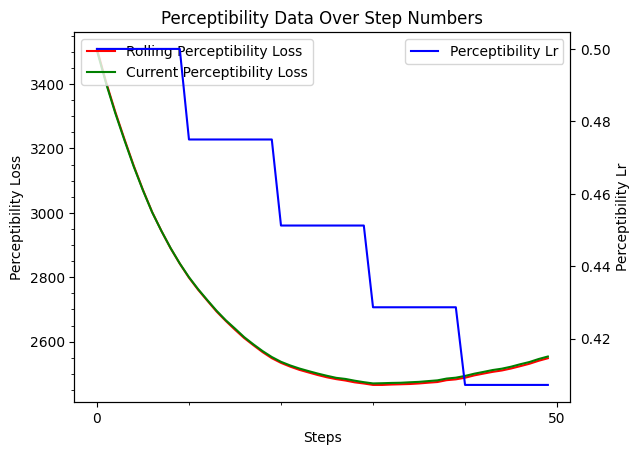 Perceptibility Data Over Step Numbers
Rolling Perceptibility Loss
Current Perceptibility Loss
Perceptibility Lr
3400
3200
3000
2800
2600
Perceptibility Loss
0.50
0.48
0.46
0.44
0.42
Perceptibility Lr
0
50
Steps